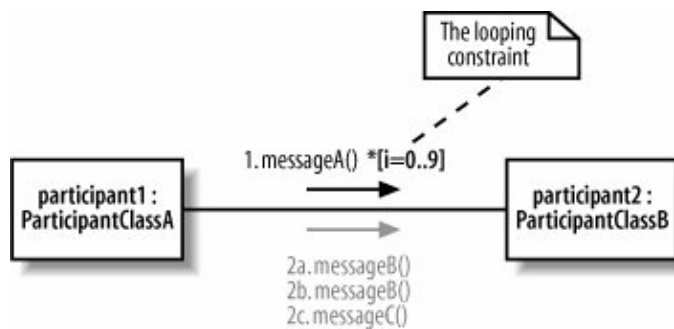 The looping
constraint
1. messageA() *[i=0..9]
participant1 :
ParticipantClassA
participant2 :
ParticipantClassB
2a. messageB()
2b. messageB()
2c. messageC()